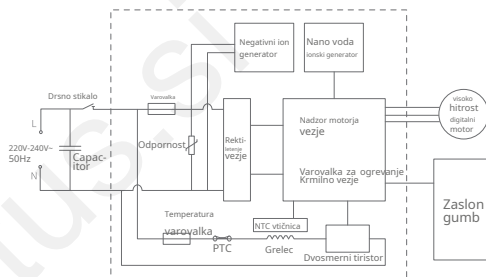 Negativni ion
generator
Nano voda
ionski generator
Drsno stikalo
Varovalka
visoko
hitrost
digitalni
motor
L
220V-240V~
50Hz
N
Capac-
itor
Odpornost
Rekti-
vezje
Nadzor motorja
vezje
Varovalka za ogrevanje
Krmilno vezje
Zaslon
gumb
Temperatura
varovalka
PTC
Grelec
NTC vtičnica
Dvosmerni tiristor
tus.si